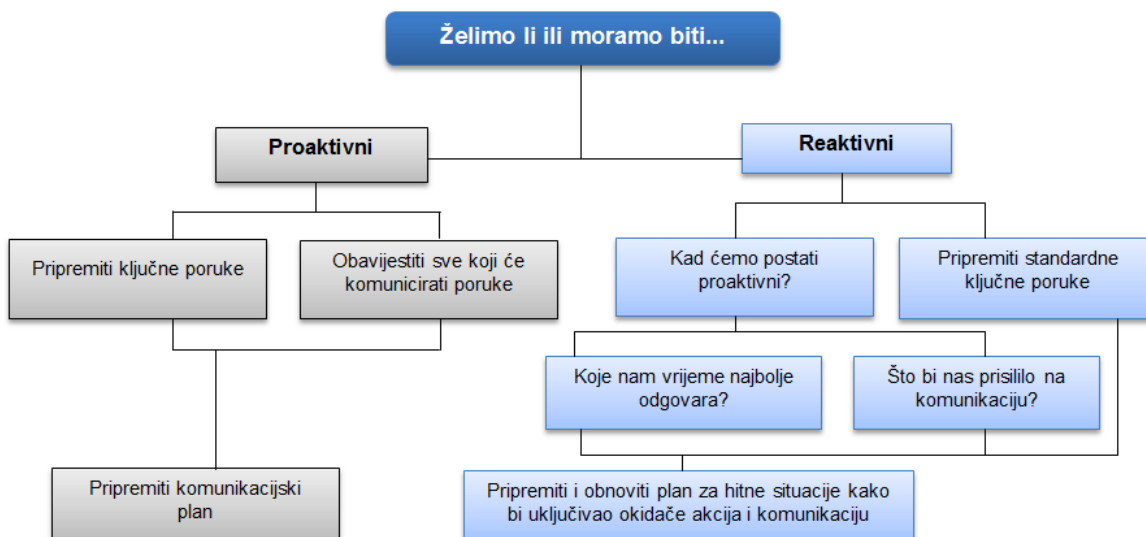 Želimo li ili moramo biti...
Proaktivni
Reaktivni
Pripremiti ključne poruke
Obavijestiti sve koji će
komunicirati poruke
Kad ćemo postati
proaktivni?
Pripremiti standardne
ključne poruke
Koje nam vrijeme najbolje
odgovara?
Što bi nas prisililo na
komunikaciju?
Pripremiti komunikacijski
plan
Pripremiti i obnoviti plan za hitne situacije kako
bi uključivao okidače akcija i komunikaciju